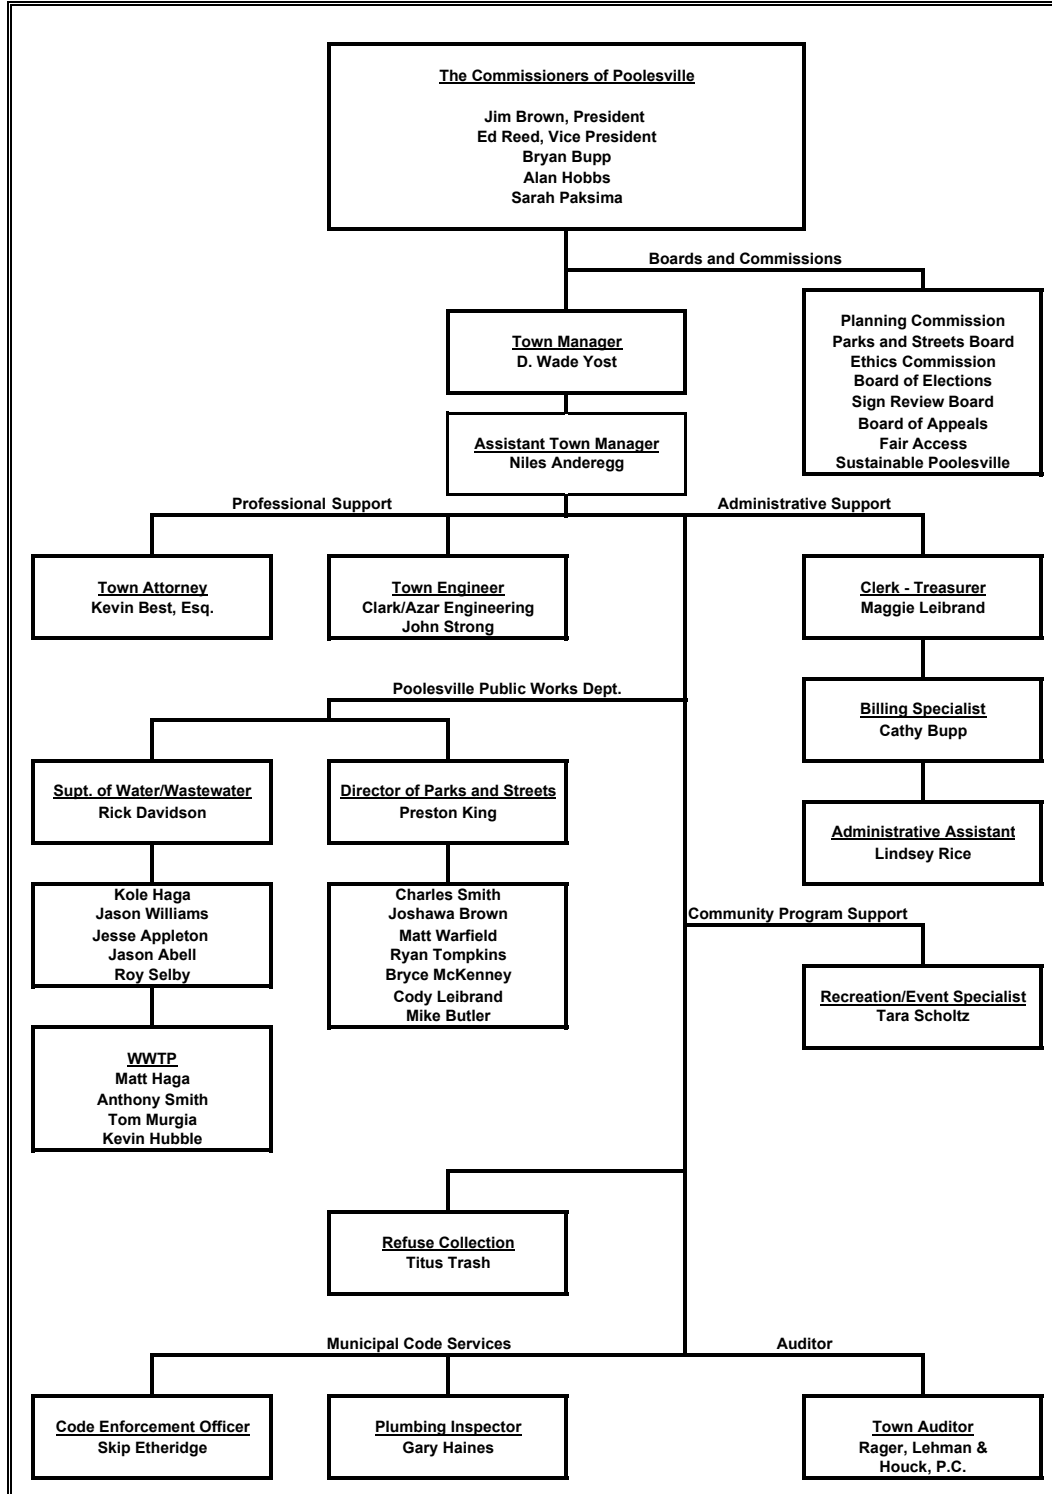 The Commissioners of Poolesville
Jim Brown, President
Ed Reed, Vice President
Bryan Bupp
Alan Hobbs
Sarah Paksima
Boards and Commissions
Planning Commission
Parks and Streets Board
Ethics Commission
Board of Elections
Sign Review Board
Board of Appeals
Fair Access
Sustainable Poolesville
Town Manager
D. Wade Yost
Assistant Town Manager
Niles Anderegg
Professional Support
Administrative Support
Town Attorney
Kevin Best, Esq.
Town Engineer
Clark/Azar Engineering
John Strong
Clerk - Treasurer
Maggie Leibrand
Billing Specialist
Cathy Bupp
Administrative Assistant
Lindsey Rice
Poolesville Public Works Dept.
Supt. of Water/Wastewater
Rick Davidson
Kole Haga
Jason Williams
Jesse Appleton
Jason Abell
Roy Selby
WWTP
Matt Haga
Anthony Smith
Tom Murgia
Kevin Hubble
Director of Parks and Streets
Preston King
Charles Smith
Joshawa Brown
Matt Warfield
Ryan Tompkins
Bryce McKenney
Cody Leibrand
Mike Butler
Community Program Support
Recreation/Event Specialist
Tara Scholtz
Refuse Collection
Titus Trash
Municipal Code Services
Auditor
Code Enforcement Officer
Skip Etheridge
Plumbing Inspector
Gary Haines
Town Auditor
Rager, Lehman &
Houck, P.C.